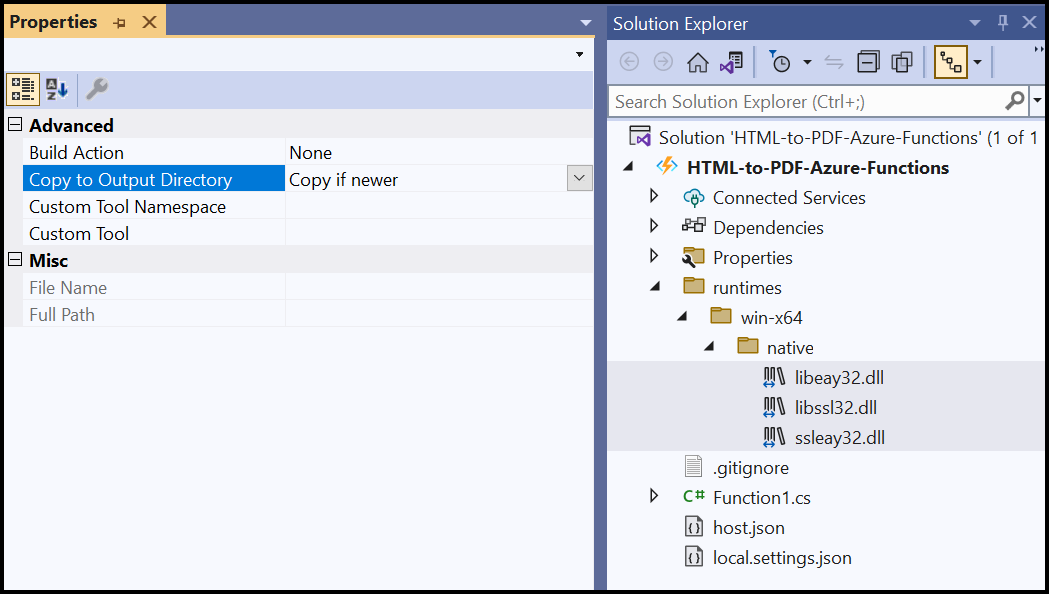 Properties
Advanced
Build Action None
Copy to Output Directory Copy if newer
Custom Tool Namespace
Custom Tool
Misc
File Name
Full Path
Solution Explorer
Search Solution Explorer (Ctrl+;)
Solution 'HTML-to-PDF-Azure-Functions' (1 of 1
HTML-to-PDF-Azure-Functions
Connected Services
Dependencies
Properties
runtimes
win-x64
native
libeay32.dll
libssl32.dll
ssleay32.dll
.gitignore
C# Function1.cs
host.json
local.settings.json